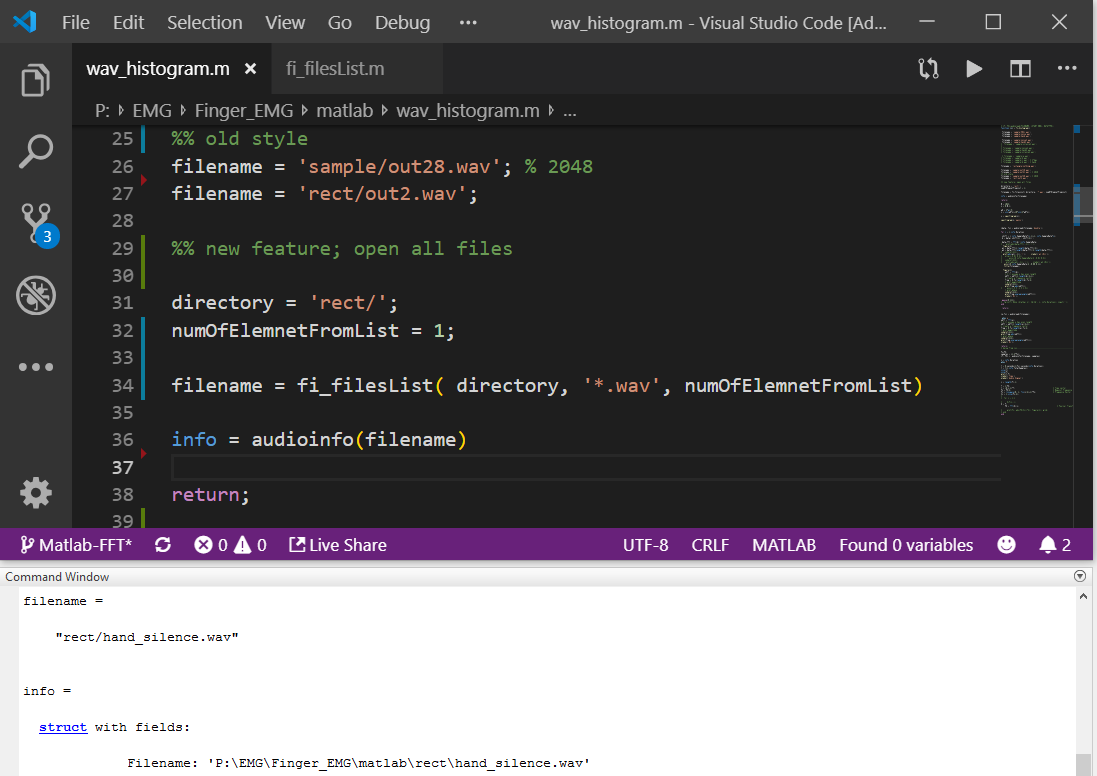 File Edit Selection View Go Debug ··· wav_histogram.m - Visual Studio Code [Ad...
wav_histogram.m × fi_filesList.m
P: EMG Finger_EMG matlab wav_histogram.m ...
25 %% old style
26 filename = 'sample/out28.wav'; % 2048
27 filename = 'rect/out2.wav';
28
29 %% new feature; open all files
30
31 directory = 'rect/';
32 numOfElemnetFromList = 1;
33
34 filename = fi_filesList( directory, '*.wav', numOfElemnetFromList)
35
36 info = audioinfo(filename)
37
38 return;
39
3
Matlab-FFT* 0 0 Live Share UTF-8 CRLF MATLAB Found 0 variables 2
Command Window
filename =
"rect/hand_silence.wav"
info =
struct with fields:
Filename: 'P:\EMG\Finger_EMG\matlab\rect\hand_silence.wav'